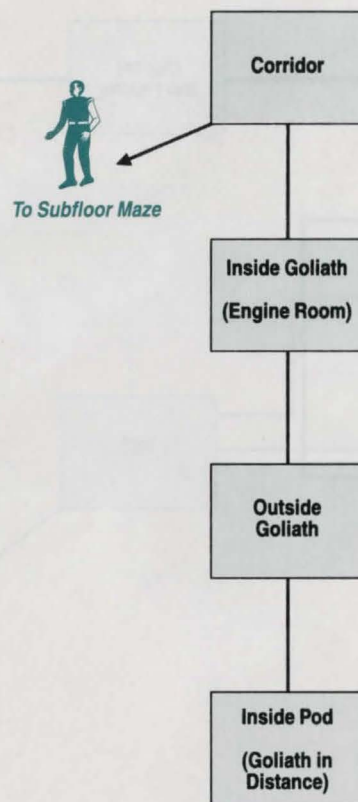 Corridor
To Subfloor Maze
Inside Goliath
(Engine Room)
Outside
Goliath
Inside Pod
(Goliath in
Distance)